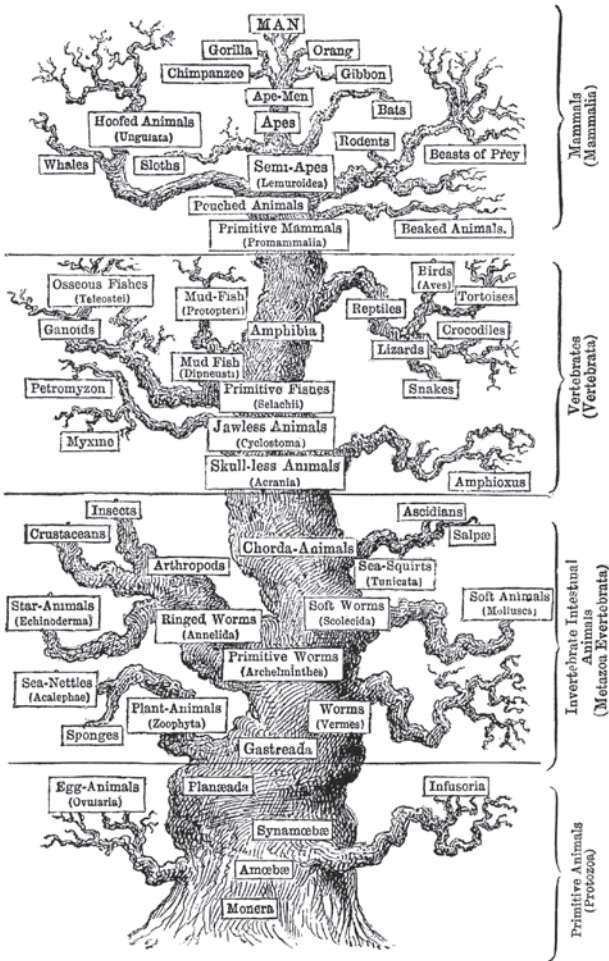 MAN
Gorilla
Orang
Chimpanzee
Gibbon
Ape-Men
Bats
Apes
Hoofed Animals
(Ungulata)
Rodents
Beasts of Prey
Whales
Sloths
Semi-Apes
(Lemuroidea)
Pouched Animals
Primitive Mammals
(Promammalia)
Beaked Animals.
Mammals
(Mammalia)
Osseous Fishes
(Teleostei)
Mud-Fish
(Protopteri)
Birds
(Aves)
Tortoises
Reptiles
Ganoids
Amphibia
Crocodiles
Lizards
Mud Fish
(Dipneusti)
Petromyzon
Primitive Fishes
(Selachii)
Snakes
Myxine
Jawless Animals
(Cyclostoma)
Skull-less Animals
(Acrania)
Amphioxus
Vertebrates
(Vertebrata)
Insects
Ascidians
Crustaceans
Salpæ
Chorda-Animals
Arthropods
Sea-Squirts
(Tunicata)
Star-Animals
(Echinoderma)
Ringed Worms
(Annelida)
Soft Worms
(Scolecida)
Soft Animals
(Molluscs)
Primitive Worms
(Archelminthes)
Sea-Nettles
(Acalephae)
Plant-Animals
(Zoophyta)
Worms
(Vermes)
Sponges
Gastreada
Invertebrate Intestinal
Animals
(Metazoa Evertebrata)
Egg-Animals
(Ovularia)
Planæada
Infusoria
Synamœbæ
Amœbæ
Monera
Primitive Animals
(Protozoa)